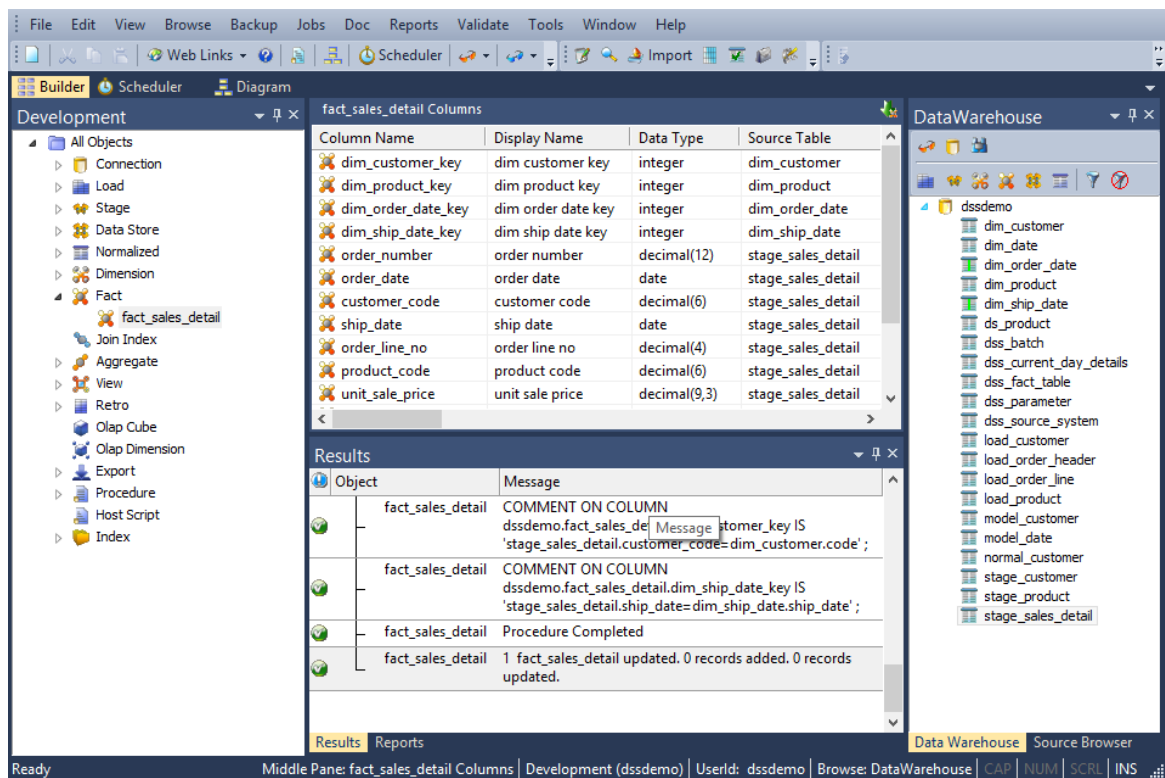 File Edit View Browse Backup Jobs Doc Reports Validate Tools Window Help
Web Links Scheduler Import
Builder Scheduler Diagram
Development
All Objects
Connection
Load
Stage
Data Store
Normalized
Dimension
Fact
fact_sales_detail
Join Index
Aggregate
View
Retro
Olap Cube
Olap Dimension
Export
Procedure
Host Script
Index
fact_sales_detail Columns
Column Name Display Name Data Type Source Table
dim_customer_key dim customer key integer dim_customer
dim_product_key dim product key integer dim_product
dim_order_date_key dim order date key integer dim_order_date
dim_ship_date_key dim ship date key integer dim_ship_date
order_number order number decimal(12) stage_sales_detail
order_date order date date stage_sales_detail
customer_code customer code decimal(6) stage_sales_detail
ship_date ship date date stage_sales_detail
order_line_no order line no decimal(4) stage_sales_detail
product_code product code decimal(6) stage_sales_detail
unit_sale_price unit sale price decimal(9,3) stage_sales_detail
Results
Object Message
fact_sales_detail COMMENT ON COLUMN
dssdemo.fact_sales_de Message stomer_key IS
'stage_sales_detail.customer_code=dim_customer.code' ;
fact_sales_detail COMMENT ON COLUMN
dssdemo.fact_sales_detail.dim_ship_date_key IS
'stage_sales_detail.ship_date=dim_ship_date.ship_date' ;
fact_sales_detail Procedure Completed
fact_sales_detail 1 fact_sales_detail updated. 0 records added. 0 records
updated.
Results Reports
DataWarehouse
dssdemo
dim_customer
dim_date
dim_order_date
dim_product
dim_ship_date
ds_product
dss_batch
dss_current_day_details
dss_fact_table
dss_parameter
dss_source_system
load_customer
load_order_header
load_order_line
load_product
model_customer
model_date
normal_customer
stage_customer
stage_product
stage_sales_detail
Data Warehouse Source Browser
Ready Middle Pane: fact_sales_detail Columns Development (dssdemo) UserId: dssdemo Browse: DataWarehouse CAP NUM SCRL INS